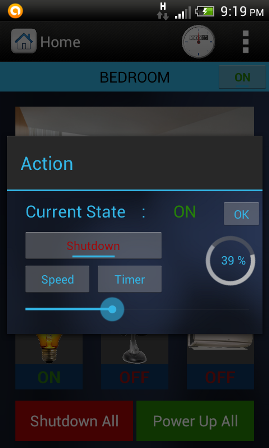 H 9:19 PM
Home
BEDROOM ON
Action
Current State : ON OK
Shutdown
39 %
Speed Timer
ON OFF OFF
Shutdown All Power Up All